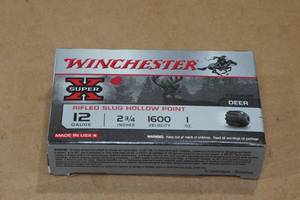 WINCHESTER
SUPER X
RIFLED SLUG HOLLOW POINT
DEER
12 2 3/4 1600 1
GAUGE INCHES VELOCITY OZ
MADE IN USA
WARNING